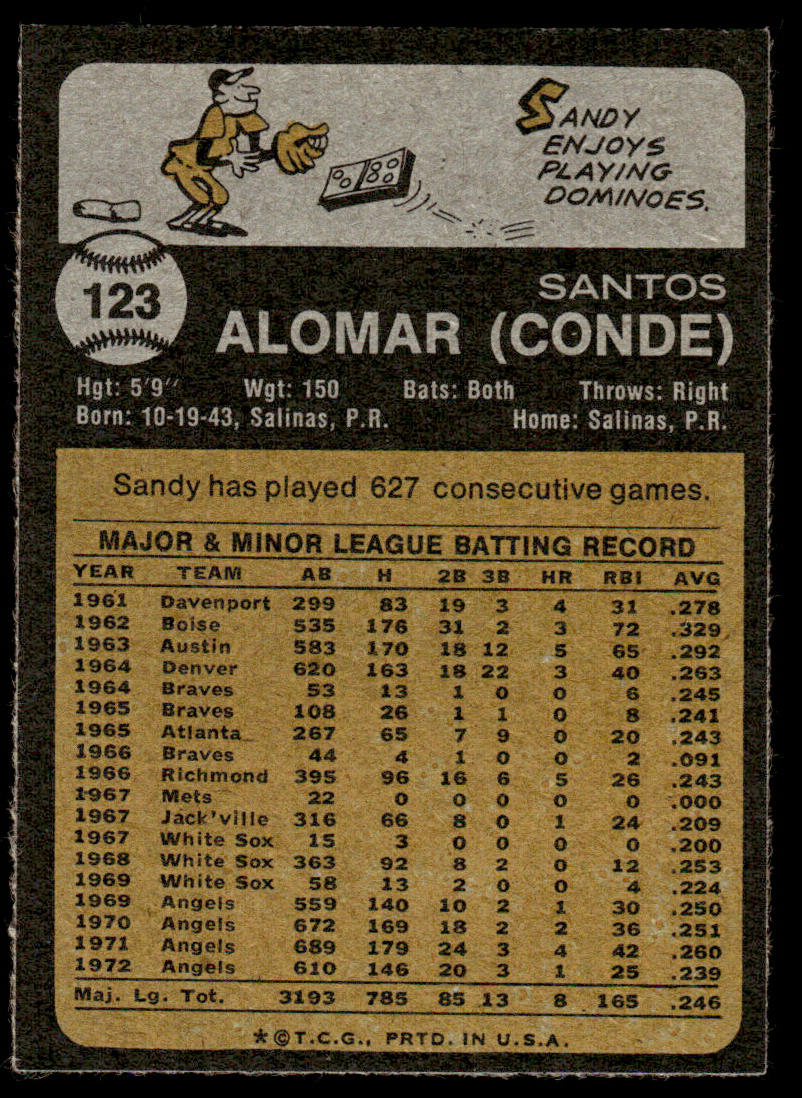 SANDY
ENJOYS
PLAYING
DOMINOES.
123
SANTOS
ALOMAR (CONDE)
Hgt: 5'9" Wgt: 150 Bats: Both Throws: Right
Born: 10-19-43, Salinas, P.R. Home: Salinas, P.R.
Sandy has played 627 consecutive games.
MAJOR & MINOR LEAGUE BATTING RECORD
YEAR TEAM AB H 2B 3B HR RBI AVG
1961 Davenport 299 83 19 3 4 31 .278
1962 Boise 535 176 31 2 3 72 .329
1963 Austin 583 170 18 12 5 65 .292
1964 Denver 620 163 18 22 3 40 .263
1964 Braves 53 13 1 0 0 6 .245
1965 Braves 108 26 1 1 0 8 .241
1965 Atlanta 267 65 7 9 0 20 .243
1966 Braves 44 4 1 0 0 2 .091
1966 Richmond 395 96 16 6 5 26 .243
1967 Mets 22 0 0 0 0 0 .000
1967 Jack'ville 316 66 8 0 1 24 .209
1967 White Sox 15 3 0 0 0 0 .200
1968 White Sox 363 92 8 2 0 12 .253
1969 White Sox 58 13 2 0 0 4 .224
1969 Angels 559 140 10 2 1 30 .250
1970 Angels 672 169 18 2 2 36 .251
1971 Angels 689 179 24 3 4 42 .260
1972 Angels 610 146 20 3 1 25 .239
Maj. Lg. Tot. 3193 785 85 13 8 165 .246
*©T.C.G., PRTD. IN U.S.A.